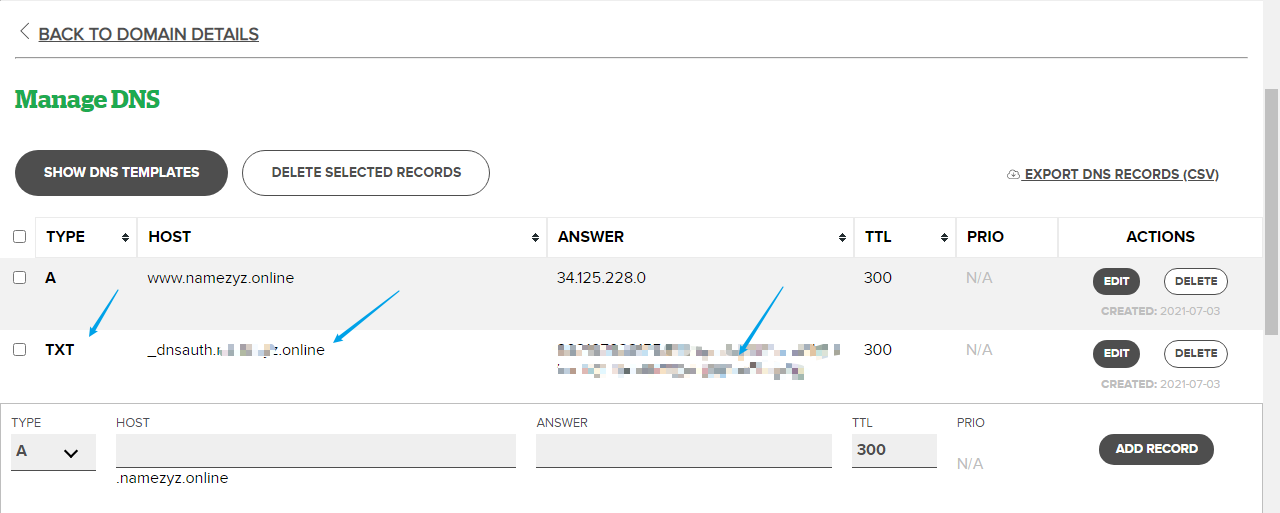 BACK TO DOMAIN DETAILS
Manage DNS
SHOW DNS TEMPLATES DELETE SELECTED RECORDS EXPORT DNS RECORDS (CSV)
TYPE HOST ANSWER TTL PRIO ACTIONS
A www.namezyz.online 34.125.228.0 300 N/A EDIT DELETE
CREATED: 2021-07-03
TXT _dnsauth. .online 300 N/A EDIT DELETE
CREATED: 2021-07-03
TYPE HOST ANSWER TTL PRIO
A 300 N/A ADD RECORD
.namezyz.online